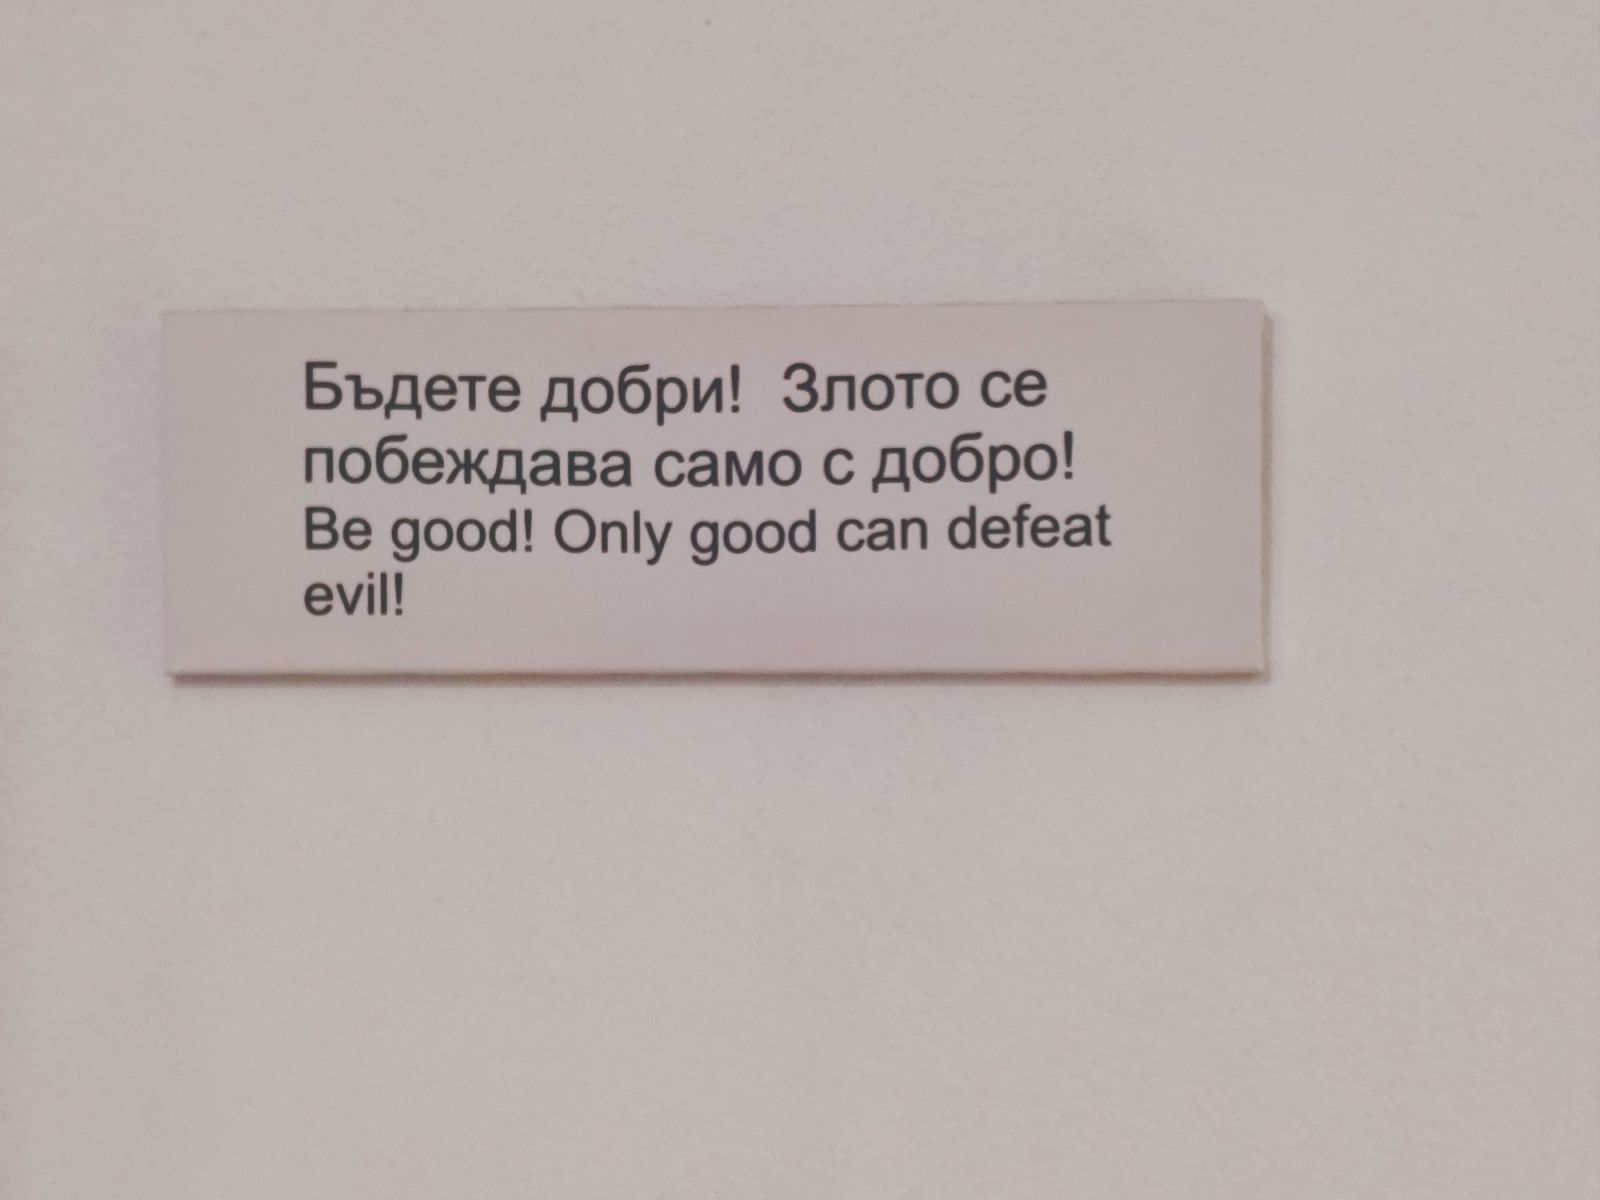 Бъдете добри!  Злото се
побеждава само с добро!
Be good! Only good can defeat
evil!